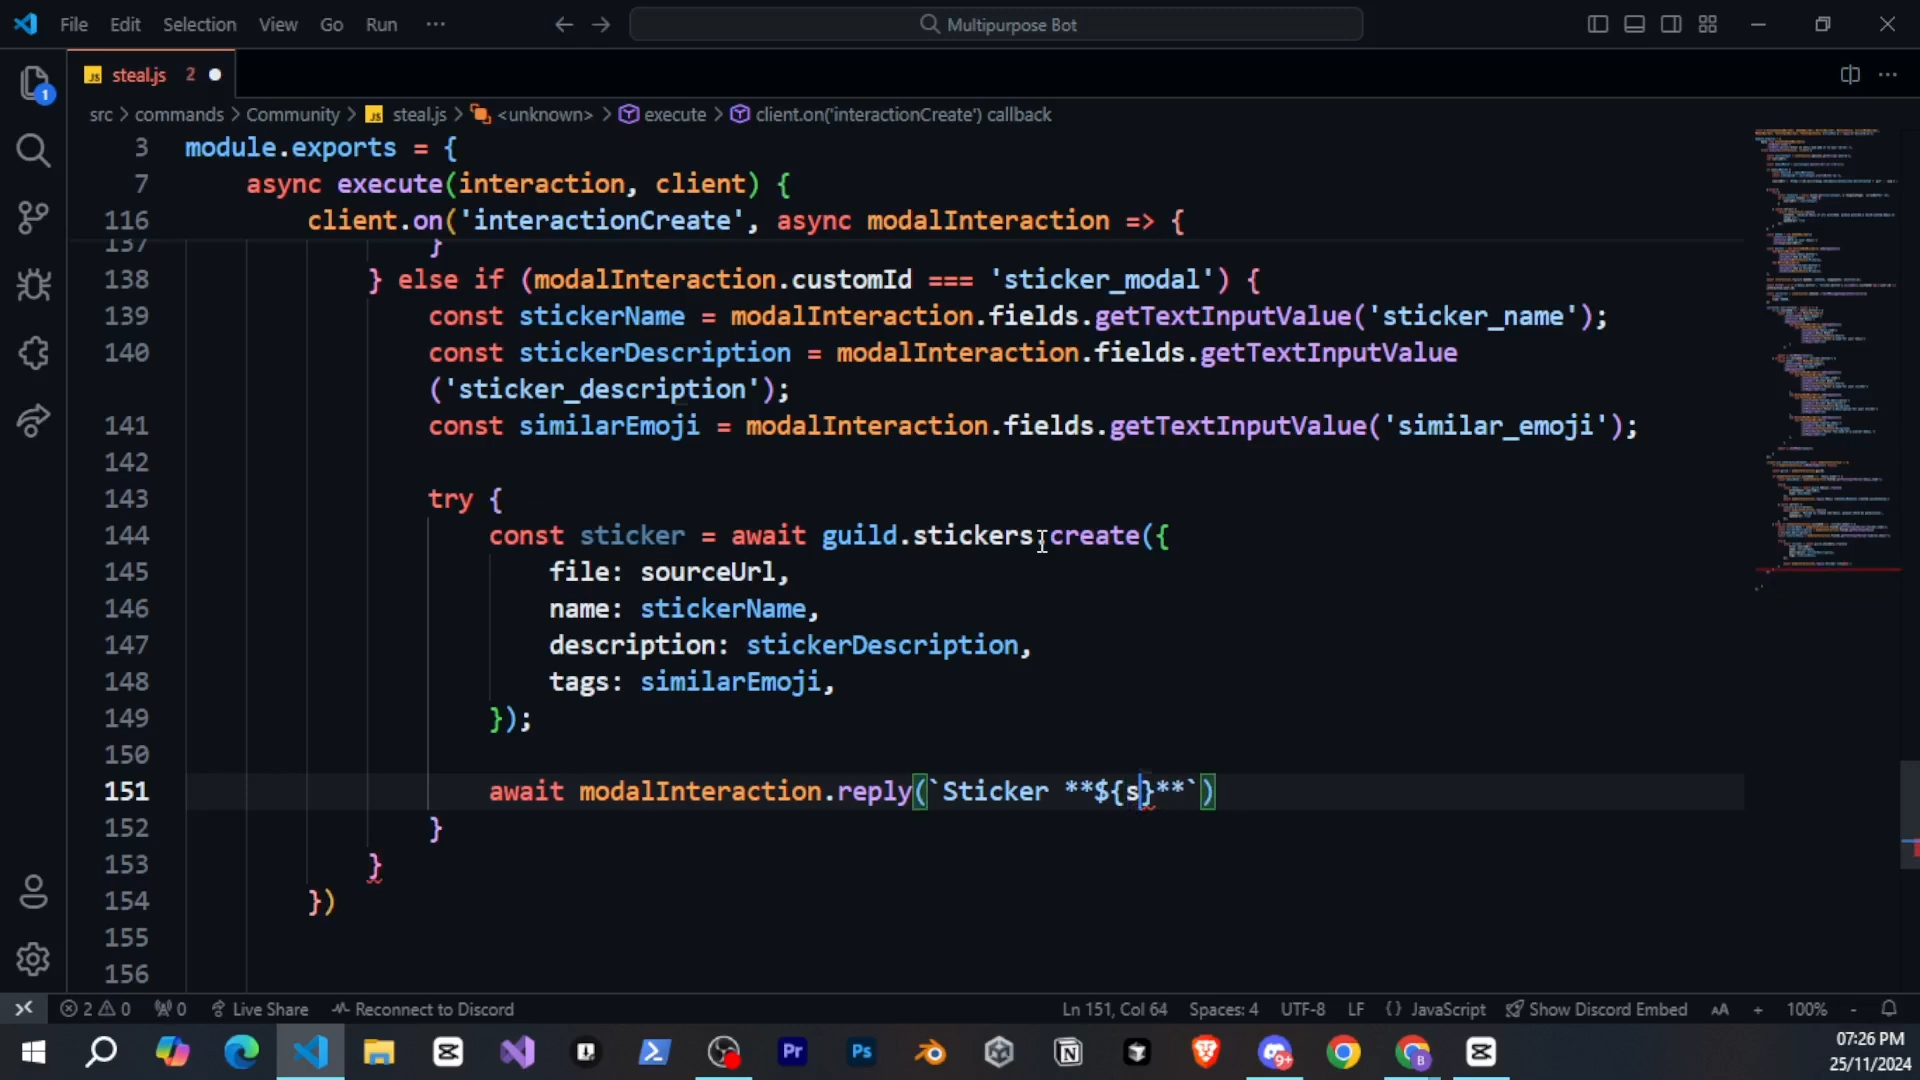 File Edit Selection View Go Run ··· Multipurpose Bot
steal.js 2
src > commands > Community > steal.js > <unknown> > execute > client.on('interactionCreate') callback
3 module.exports = {
7 async execute(interaction, client) {
116 client.on('interactionCreate', async modalInteraction => {
137 }
138 } else if (modalInteraction.customId === 'sticker_modal') {
139 const stickerName = modalInteraction.fields.getTextInputValue('sticker_name');
140 const stickerDescription = modalInteraction.fields.getTextInputValue
('sticker_description');
141 const similarEmoji = modalInteraction.fields.getTextInputValue('similar_emoji');
142
143 try {
144 const sticker = await guild.stickers.create({
145 file: sourceUrl,
146 name: stickerName,
147 description: stickerDescription,
148 tags: similarEmoji,
149 });
150
151 await modalInteraction.reply(`Sticker **${s}**`)
152 }
153 }
154 })
155
156
2 0 0 Live Share Reconnect to Discord Ln 151, Col 64 Spaces: 4 UTF-8 LF {} JavaScript Show Discord Embed AA + 100% -
07:26 PM
25/11/2024